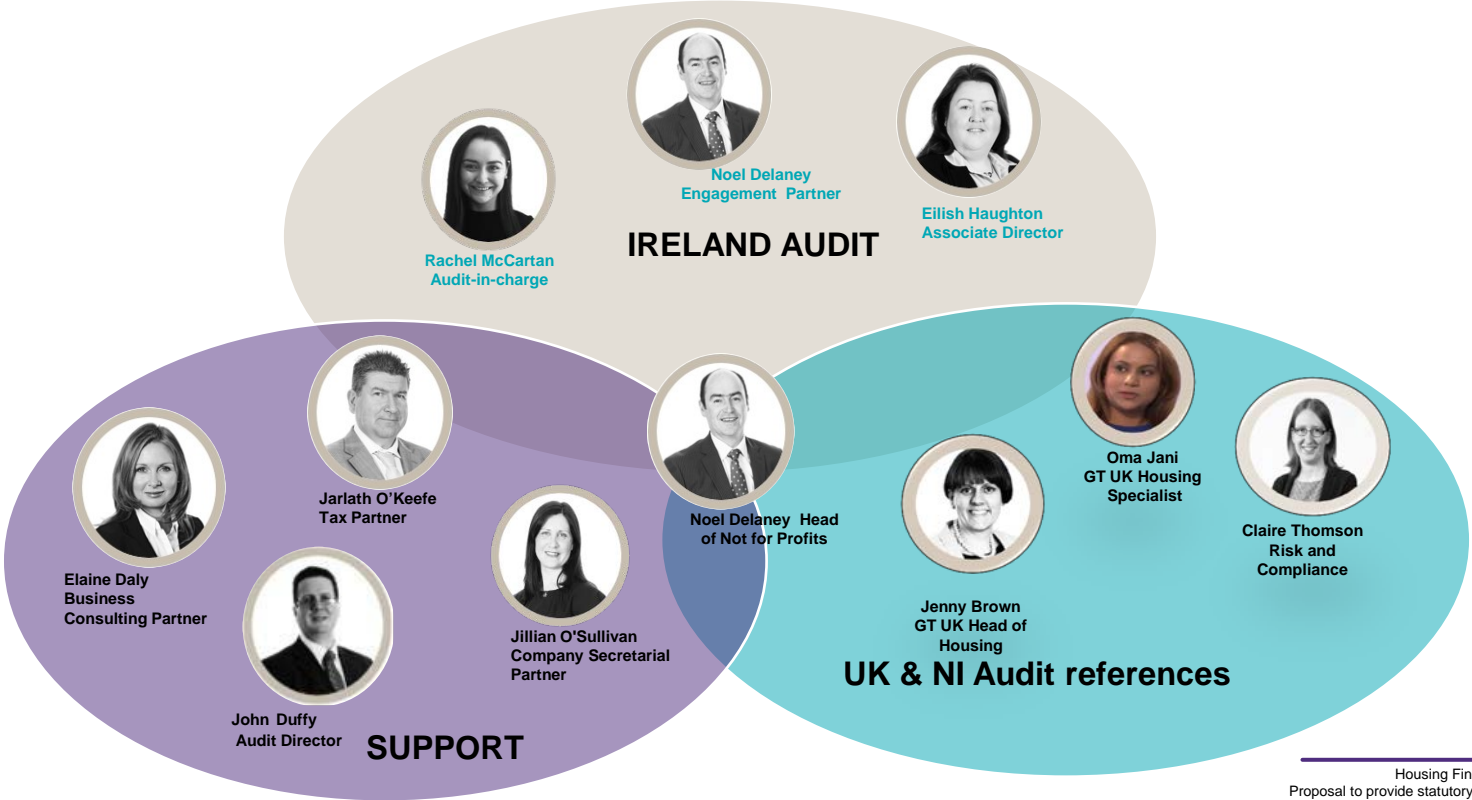 Noel Delaney
Engagement Partner
Eilish Haughton
Associate Director
IRELAND AUDIT
Rachel McCartan
Audit-in-charge
Jarlath O'Keefe
Tax Partner
Elaine Daly
Business
Consulting Partner
Jillian O'Sullivan
Company Secretarial
Partner
John Duffy
Audit Director
SUPPORT
Noel Delaney Head
of Not for Profits
Oma Jani
GT UK Housing
Specialist
Claire Thomson
Risk and
Compliance
Jenny Brown
GT UK Head of
Housing
UK & NI Audit references
Housing Fin
Proposal to provide statutory